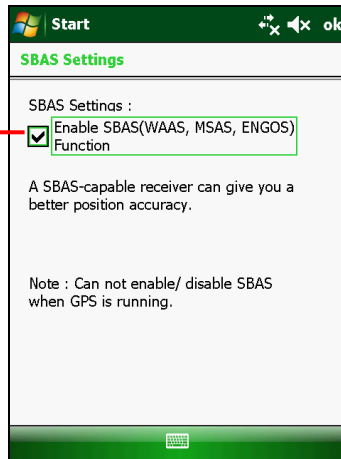 Start
ok
SBAS Settings
SBAS Settings :
Enable SBAS(WAAS, MSAS, ENGOS)
Function
A SBAS-capable receiver can give you a
better position accuracy.
Note : Can not enable/ disable SBAS
when GPS is running.